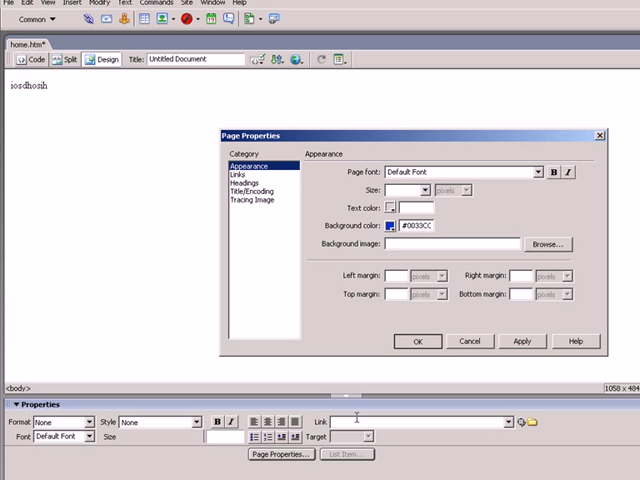 File Edit View Insert Modify Text Commands Site Window Help
Common
home.htm*
Code Split Design Title: Untitled Document
iosdhosih
Page Properties
Category Appearance
Appearance
Links
Headings
Title/Encoding
Tracing Image
Page font: Default Font B I
Size: pixels
Text color:
Background color: #0033CC
Background image: Browse...
Left margin: pixels Right margin: pixels
Top margin: pixels Bottom margin: pixels
OK Cancel Apply Help
<body> 1058 x 484
Properties
Format None Style None B I Link
Font Default Font Size Target
Page Properties... List Item...